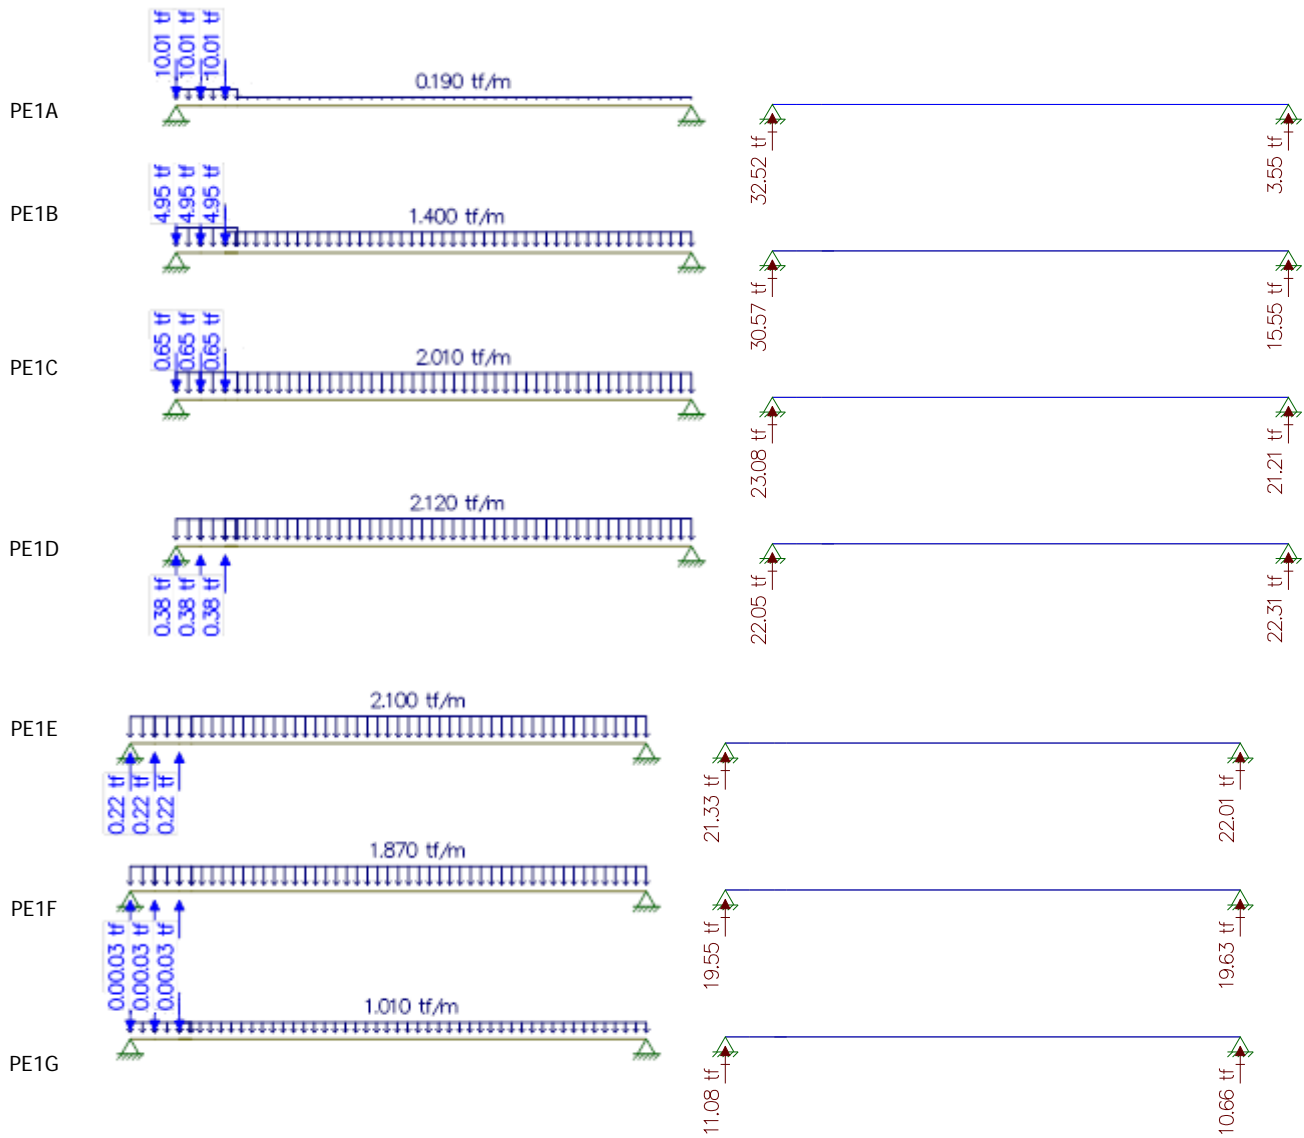 10.01 tf
10.01 tf
10.01 tf
0.190 tf/m
PE1A
32.52 tf
3.55 tf
4.95 tf
4.95 tf
4.95 tf
1.400 tf/m
PE1B
30.57 tf
15.55 tf
0.65 tf
0.65 tf
0.65 tf
2.010 tf/m
PE1C
23.08 tf
21.21 tf
2.120 tf/m
PE1D
0.38 tf
0.38 tf
0.38 tf
22.05 tf
22.31 tf
2.100 tf/m
PE1E
0.22 tf
0.22 tf
0.22 tf
21.33 tf
22.01 tf
1.870 tf/m
PE1F
19.55 tf
19.63 tf
1.010 tf/m
PE1G
11.08 tf
10.66 tf